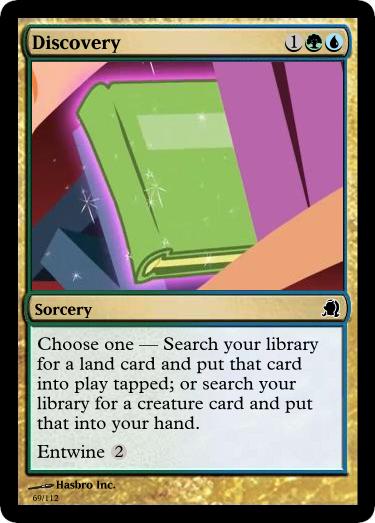 Discovery 1
Sorcery
Choose one — Search your library
for a land card and put that card
into play tapped; or search your
library for a creature card and put
that into your hand.
Entwine 2
Hasbro Inc.
69/112